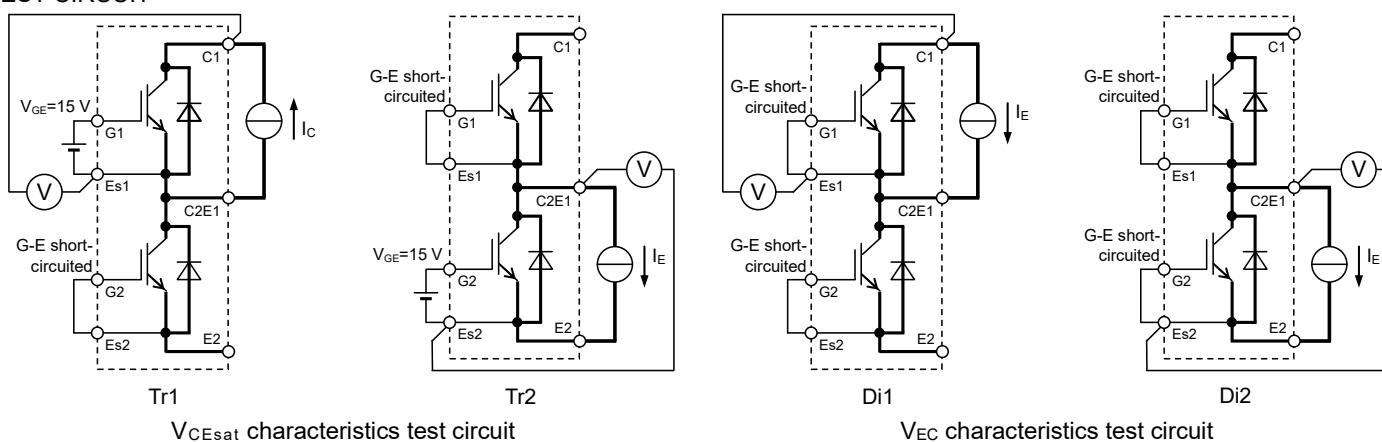 TEST CIRCUIT
C1
VGE=15 V
G1
IC
Es1
V
C2E1
G-E short-
circuited
G2
Es2
E2
Tr1
C1
G-E short-
circuited
G1
Es1
V
C2E1
VGE=15 V
G2
IE
Es2
E2
Tr2
VCEsat characteristics test circuit
C1
G-E short-
circuited
G1
IE
Es1
V
C2E1
G-E short-
circuited
G2
Es2
E2
Di1
C1
G-E short-
circuited
G1
Es1
V
C2E1
G-E short-
circuited
G2
IE
Es2
E2
Di2
VEC characteristics test circuit